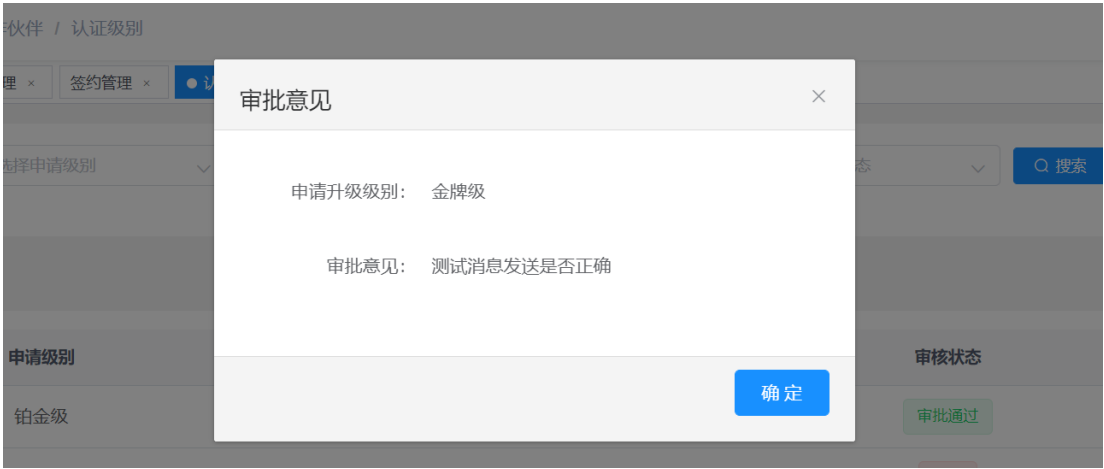 伙伴 / 认证级别
理 × 签约管理 ×
审批意见
选择申请级别
态 搜索
申请升级级别： 金牌级
审批意见： 测试消息发送是否正确
申请级别 审核状态
确定
铂金级 审批通过